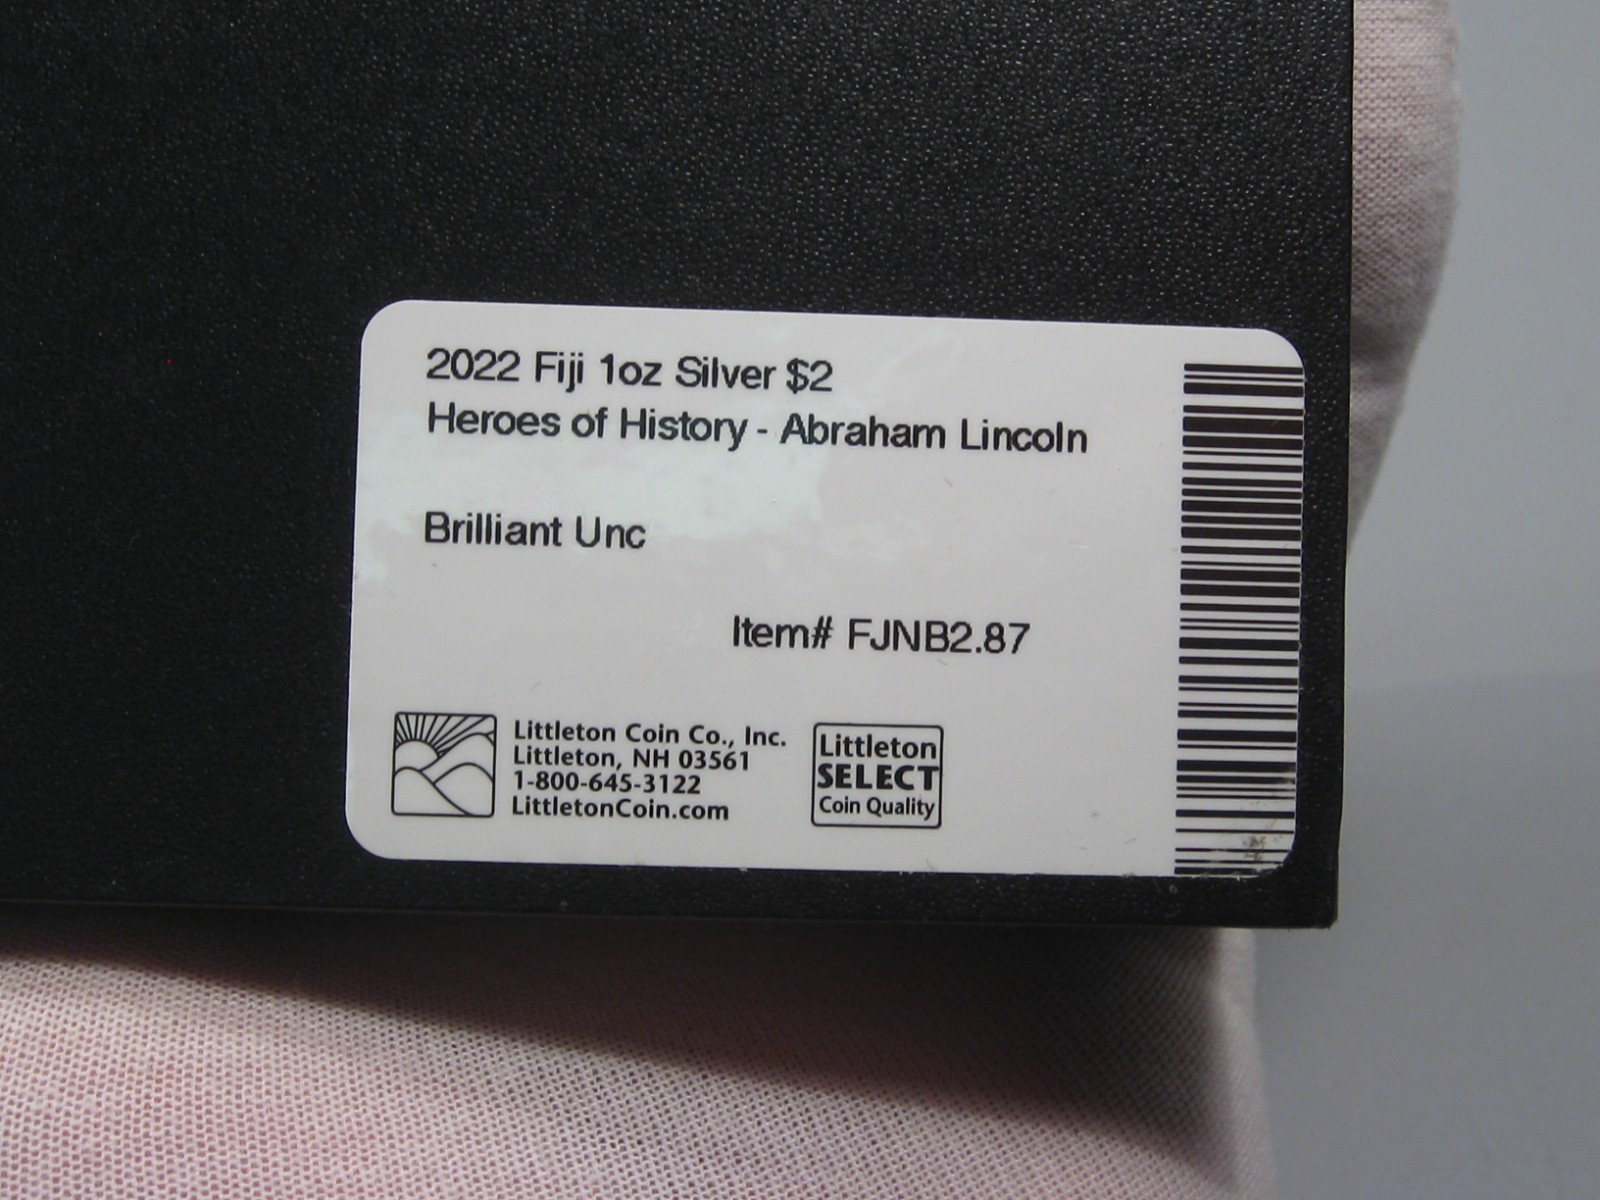 2022 Fiji 1oz Silver $2
Heroes of History - Abraham Lincoln
Brilliant Unc
Item# FJNB2.87
Littleton Coin Co., Inc.
Littleton, NH 03561
1-800-645-3122
LittletonCoin.com
Littleton
SELECT
Coin Quality